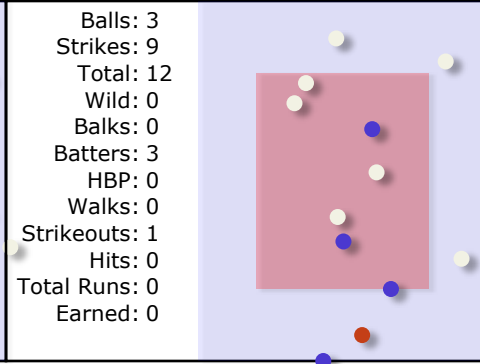 Balls: 3
Strikes: 9
Total: 12
Wild: 0
Balks: 0
Batters: 3
HBP: 0
Walks: 0
Strikeouts: 1
Hits: 0
Total Runs: 0
Earned: 0